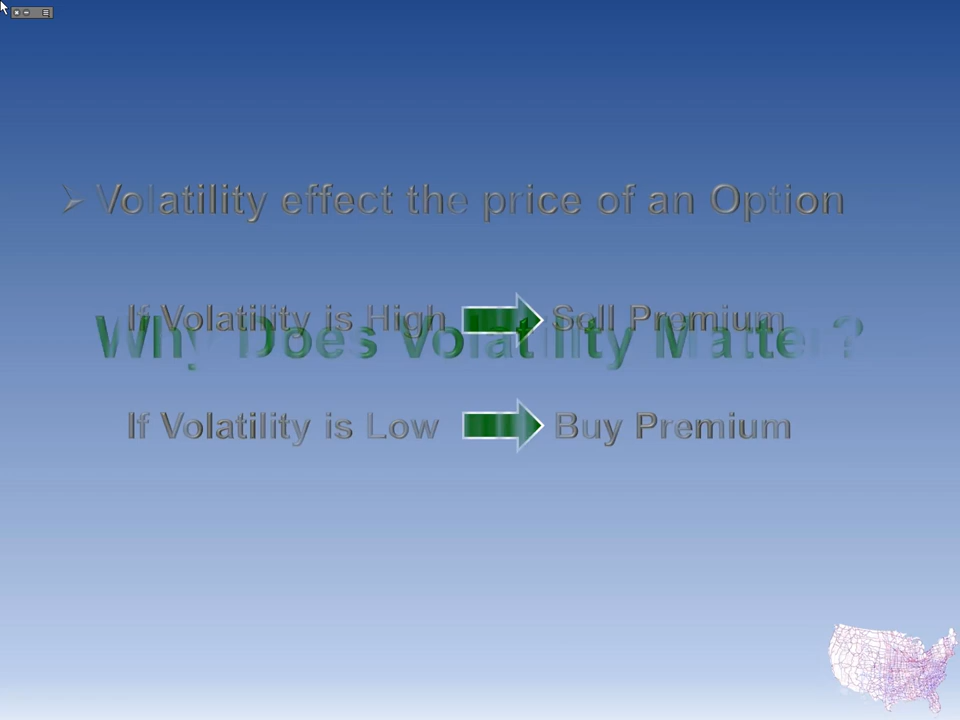 Volatility effect the price of an Option
If Volatility is High Sell Premium
Why Does Volatility Matter?
If Volatility is Low Buy Premium